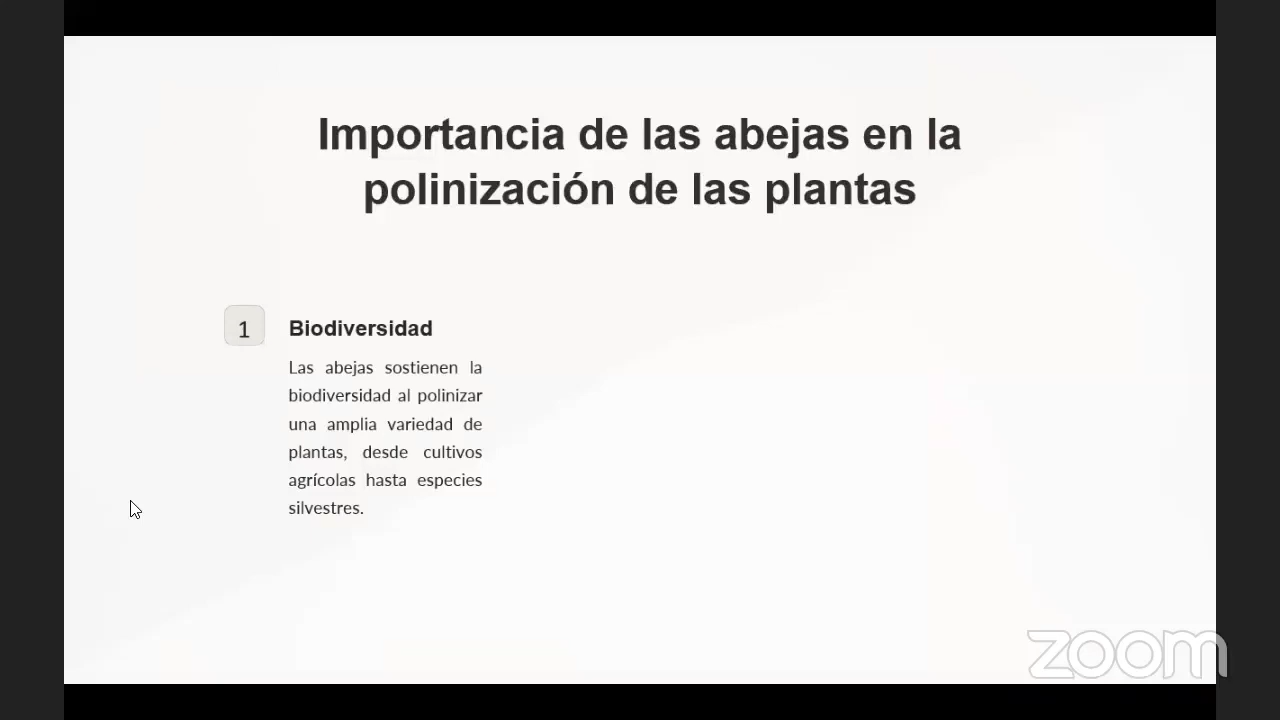 Importancia de las abejas en la
polinización de las plantas
1
Biodiversidad
Las abejas sostienen la
biodiversidad al polinizar
una amplia variedad de
plantas, desde cultivos
agrícolas hasta especies
silvestres.
zoom